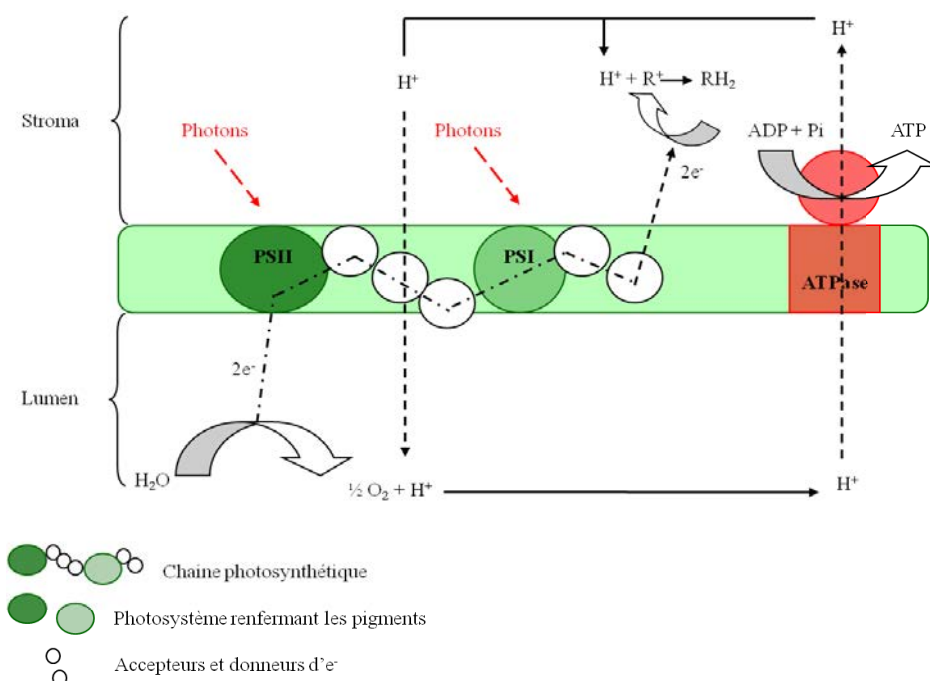 H⁺
H⁺
H⁺ + R⁺ → RH₂
Stroma
Photons
Photons
ADP + Pi
ATP
2e⁻
PSII
PSI
ATPase
2e⁻
Lumen
H₂O
½ O₂ + H⁺
H⁺
Chaine photosynthétique
Photosystème renfermant les pigments
Accepteurs et donneurs d'e⁻